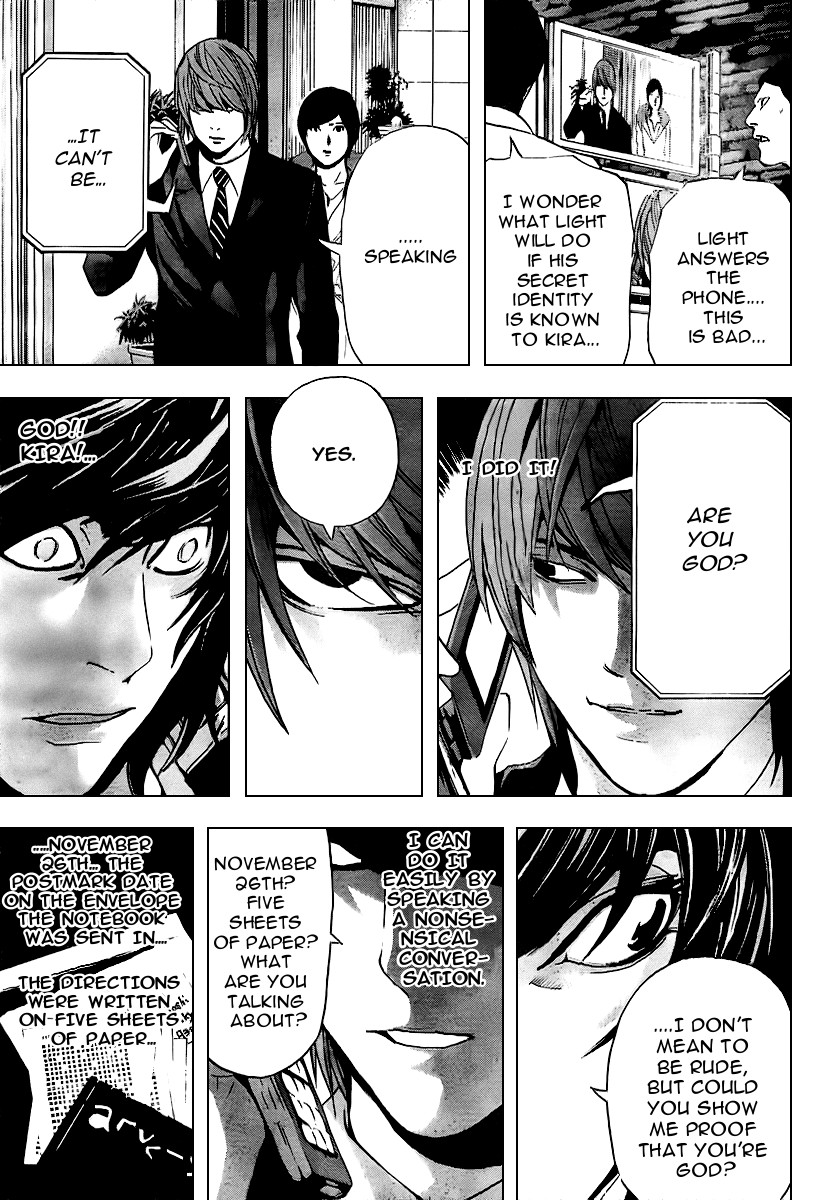 LIGHT
ANSWERS
THE
PHONE....
THIS
IS BAD...
I WONDER
WHAT LIGHT
WILL DO
IF HIS
SECRET
IDENTITY
IS KNOWN
TO KIRA...
.....
SPEAKING
...IT
CAN'T
BE...
ARE
YOU
GOD?
I DID IT!
YES.
GOD!!
KIRA!...
....I DON'T
MEAN TO
BE RUDE,
BUT COULD
YOU SHOW
ME PROOF
THAT YOU'RE
GOD?
I CAN
DO IT
EASILY BY
SPEAKING
A NONSE-
NSICAL
CONVER-
SATION.
NOVEMBER
26TH?
FIVE
SHEETS
OF PAPER?
WHAT
ARE YOU
TALKING
ABOUT?
.....NOVEMBER
26TH... THE
POSTMARK DATE
ON THE ENVELOPE
THE NOTEBOOK
WAS SENT IN....
THE DIRECTIONS
WERE WRITTEN
ON FIVE SHEETS
OF PAPER...